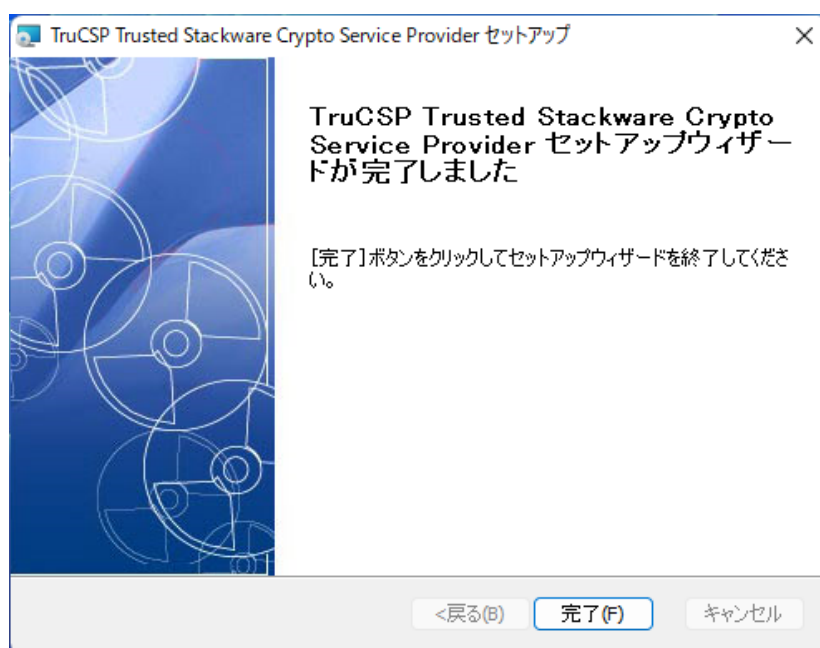 TruCSP Trusted Stackware Crypto Service Provider セットアップ
TruCSP Trusted Stackware Crypto
Service Provider セットアップウィザー
ドが完了しました
[完了]ボタンをクリックしてセットアップウィザードを終了してくださ
い。
<戻る(B)
完了(F)
キャンセル